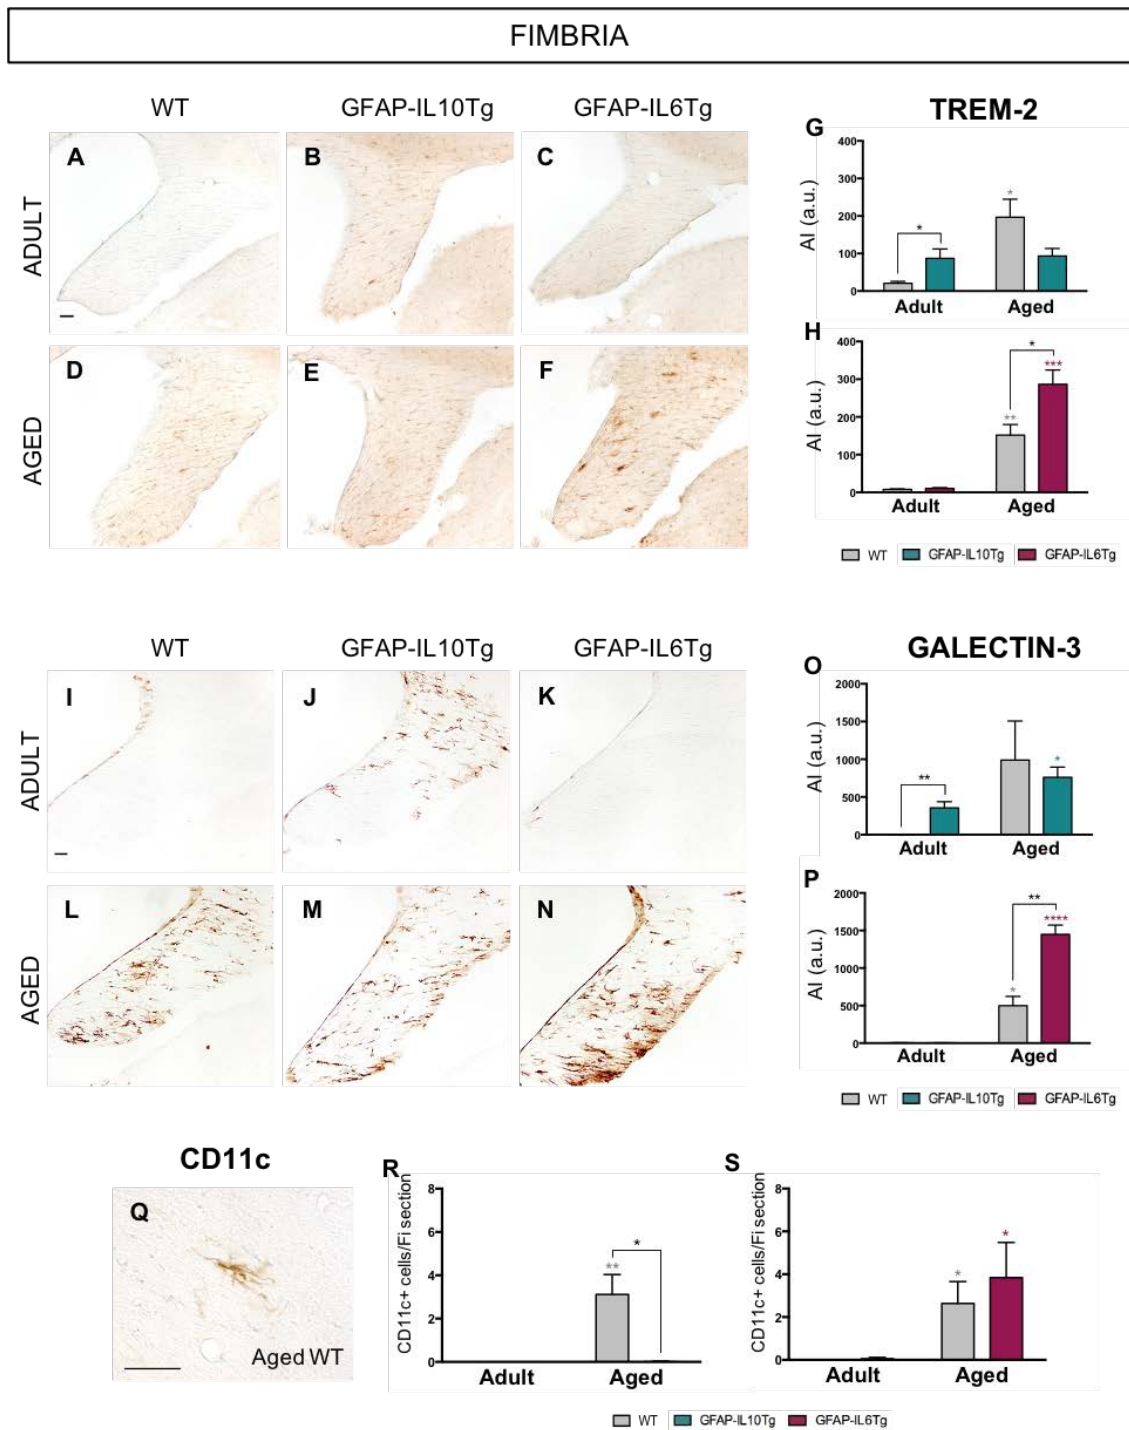 FIMBRIA
WT GFAP-IL10Tg GFAP-IL6Tg
TREM-2
ADULT
A B C
AGED
D E F
G
AI (a.u.)
400
300
200
100
0
* *
Adult Aged
H
AI (a.u.)
400
300
200
100
0
** * ***
Adult Aged
WT GFAP-IL10Tg GFAP-IL6Tg
WT GFAP-IL10Tg GFAP-IL6Tg
GALECTIN-3
ADULT
I J K
AGED
L M N
O
AI (a.u.)
2000
1500
1000
500
0
** *
Adult Aged
P
AI (a.u.)
2000
1500
1000
500
0
* ** ****
Adult Aged
WT GFAP-IL10Tg GFAP-IL6Tg
CD11c
Q
Aged WT
R
CD11c+ cells/Fi section
8
6
4
2
0
** *
Adult Aged
S
CD11c+ cells/Fi section
8
6
4
2
0
* *
Adult Aged
WT GFAP-IL10Tg GFAP-IL6Tg